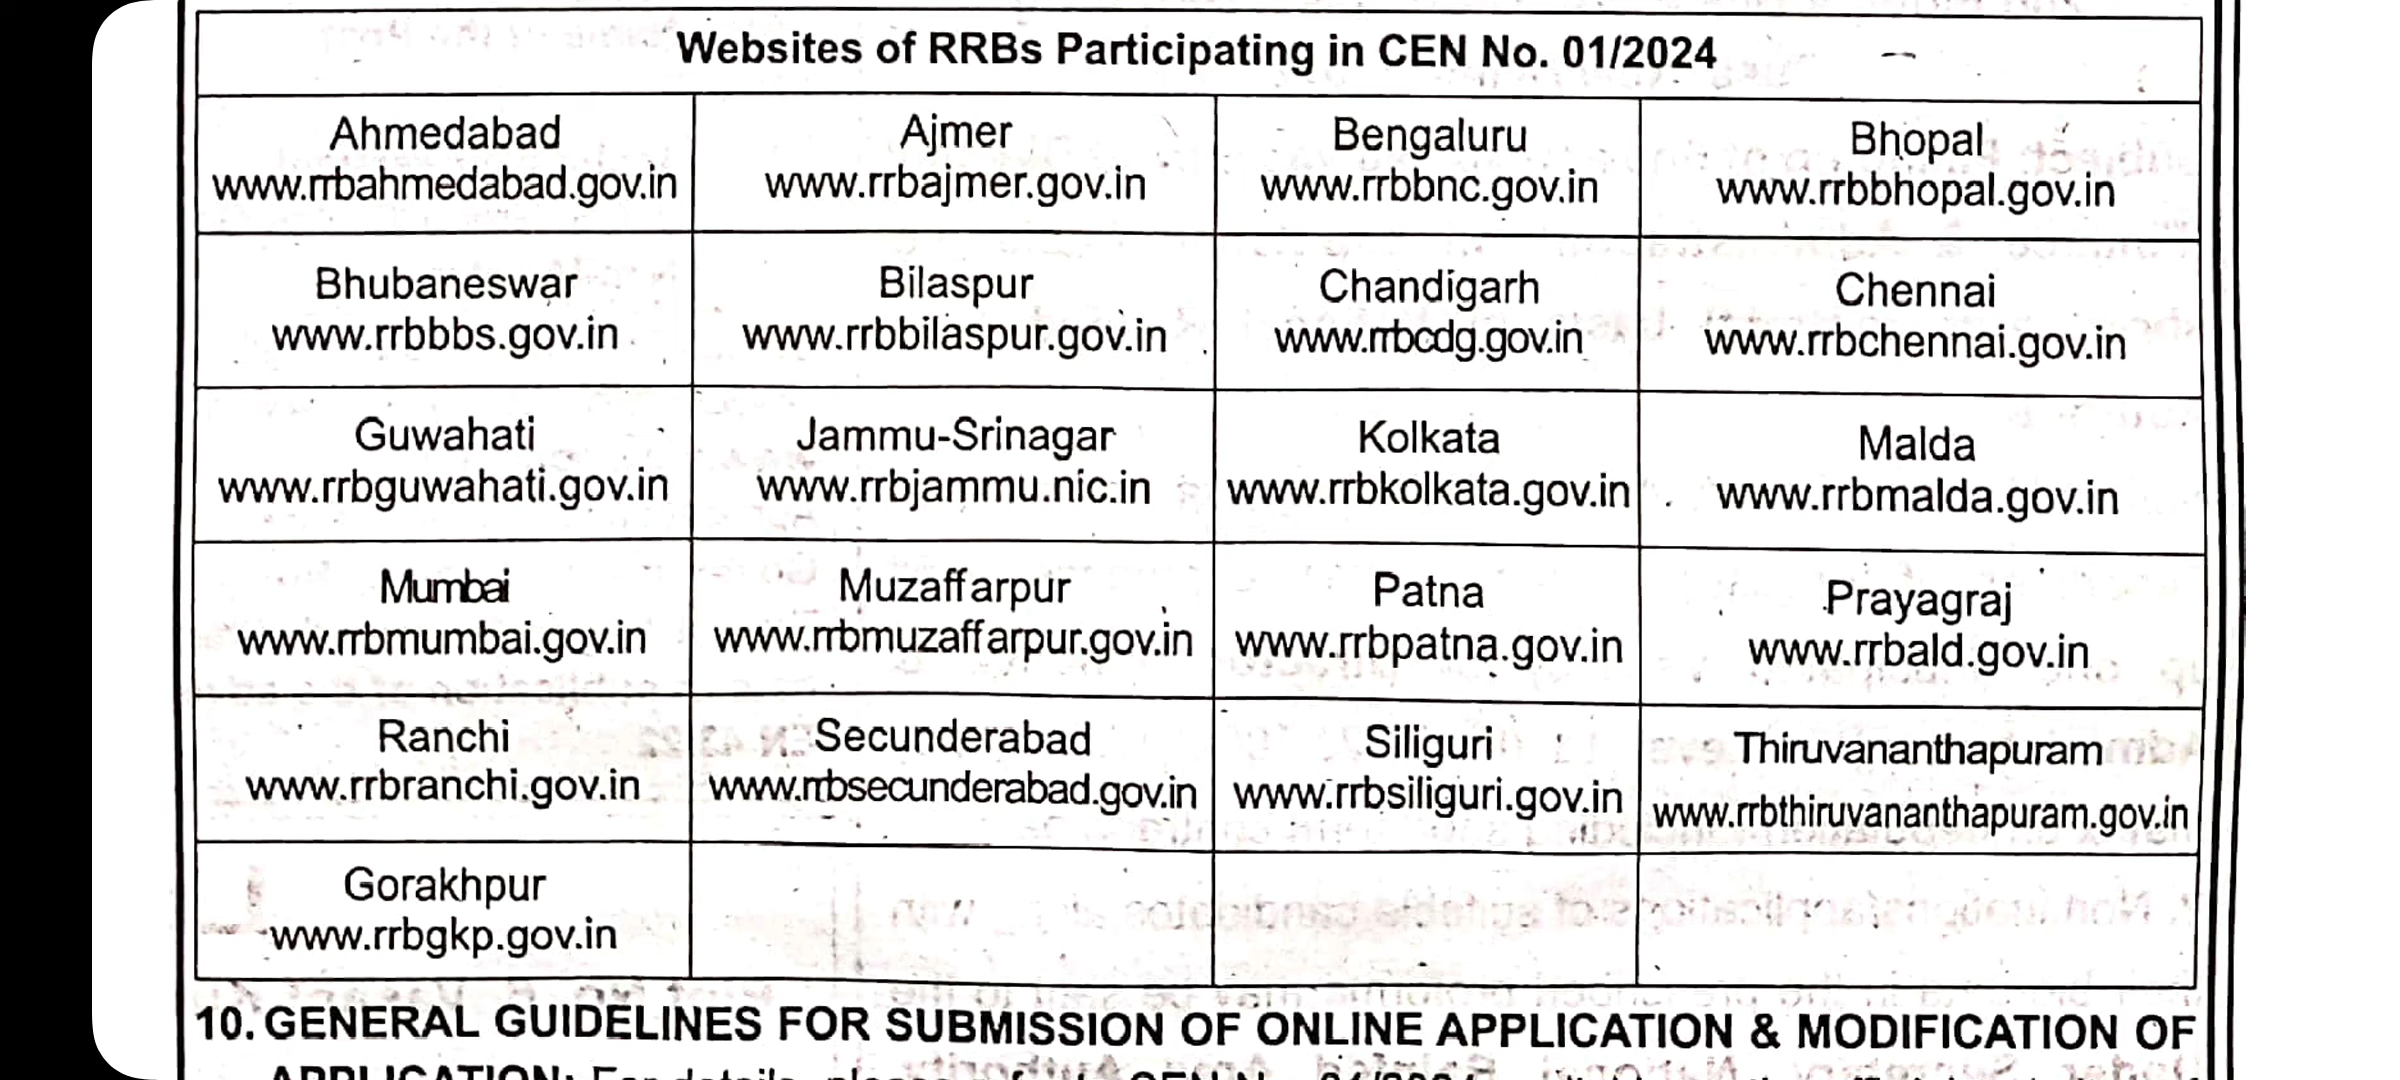 Websites of RRBs Participating in CEN No. 01/2024
Ahmedabad
www.rrbahmedabad.gov.in
Ajmer
www.rrbajmer.gov.in
Bengaluru
www.rrbbnc.gov.in
Bhopal
www.rrbbhopal.gov.in
Bhubaneswar
www.rrbbbs.gov.in
Bilaspur
www.rrbbilaspur.gov.in
Chandigarh
www.rrbcdg.gov.in
Chennai
www.rrbchennai.gov.in
Guwahati
www.rrbguwahati.gov.in
Jammu-Srinagar
www.rrbjammu.nic.in
Kolkata
www.rrbkolkata.gov.in
Malda
www.rrbmalda.gov.in
Mumbai
www.rrbmumbai.gov.in
Muzaffarpur
www.rrbmuzaffarpur.gov.in
Patna
www.rrbpatna.gov.in
Prayagraj
www.rrbald.gov.in
Ranchi
www.rrbranchi.gov.in
Secunderabad
www.rrbsecunderabad.gov.in
Siliguri
www.rrbsiliguri.gov.in
Thiruvananthapuram
www.rrbthiruvananthapuram.gov.in
Gorakhpur
www.rrbgkp.gov.in
10. GENERAL GUIDELINES FOR SUBMISSION OF ONLINE APPLICATION & MODIFICATION OF
APPLICATION: For details, please